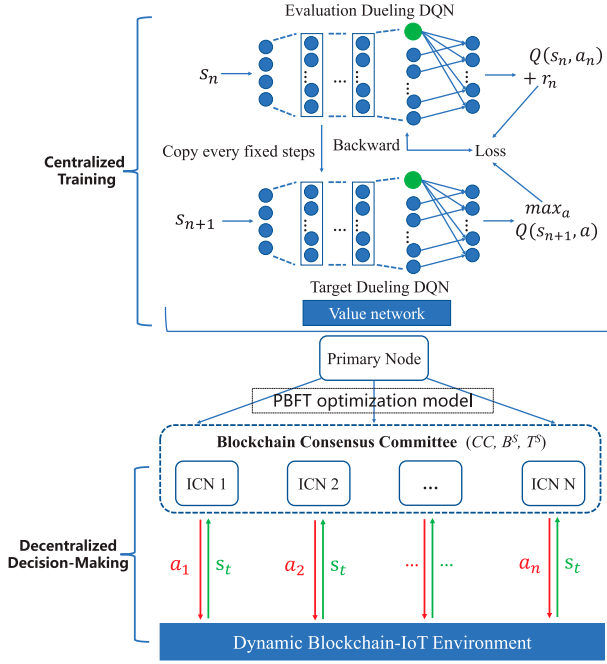 Evaluation Dueling DQN
s_n
...
Q(s_n, a_n)
+ r_n
Centralized
Training
Copy every fixed steps
Backward
Loss
s_{n+1}
...
max_a
Q(s_{n+1}, a)
Target Dueling DQN
Value network
Primary Node
PBFT optimization model
Blockchain Consensus Committee (CC, B^S, T^S)
ICN 1
ICN 2
...
ICN N
Decentralized
Decision-Making
a_1
s_t
a_2
s_t
...
...
a_n
s_t
Dynamic Blockchain-IoT Environment